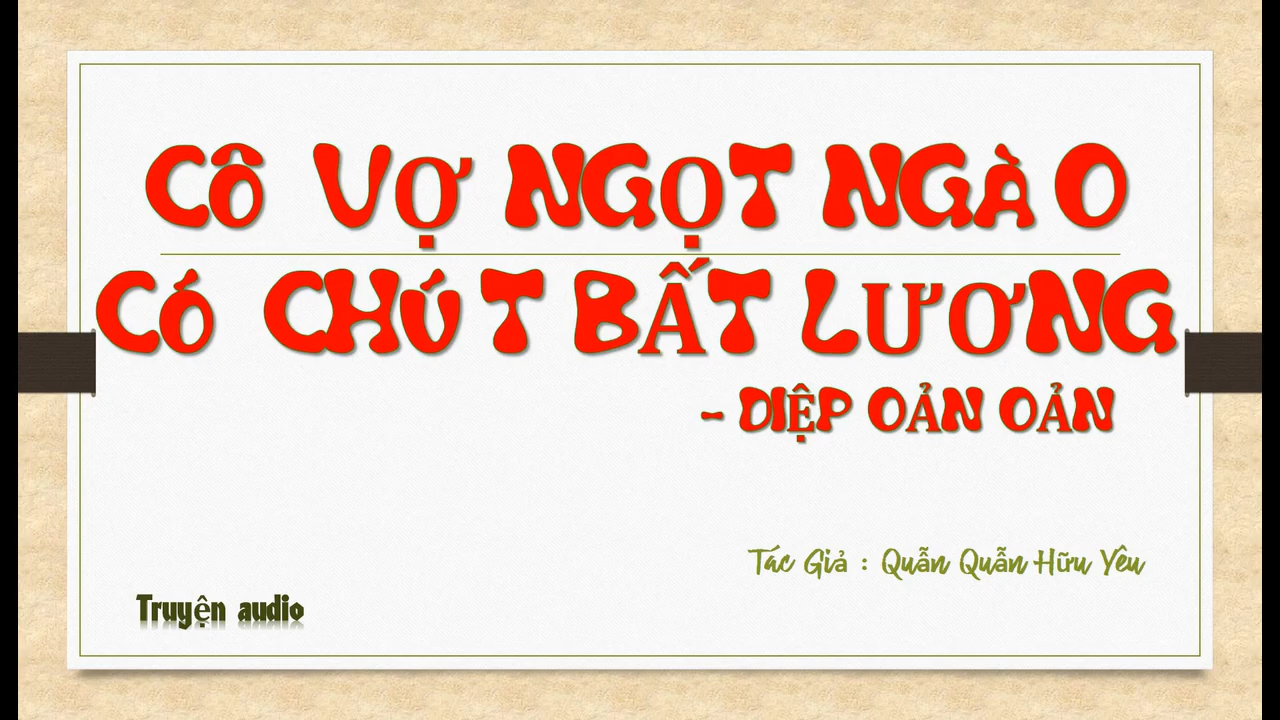 CÔ VỢ NGỌT NGÀO
CÓ CHÚT BẤT LƯƠNG
- DIỆP OẢN OẢN
Tác Giả : Quẫn Quẫn Hữu Yêu
Truyện audio